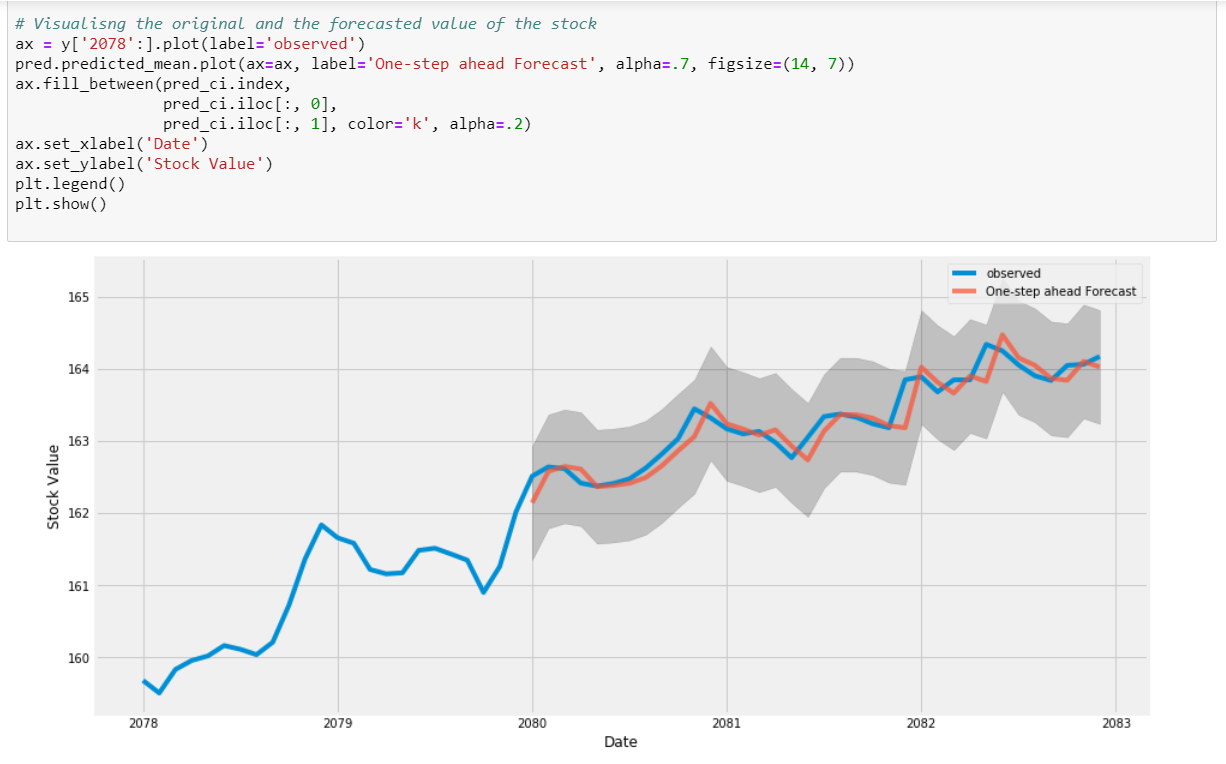 # Visualisng the original and the forecasted value of the stock
ax = y['2078':].plot(label='observed')
pred.predicted_mean.plot(ax=ax, label='One-step ahead Forecast', alpha=.7, figsize=(14, 7))
ax.fill_between(pred_ci.index,
                pred_ci.iloc[:, 0],
                pred_ci.iloc[:, 1], color='k', alpha=.2)
ax.set_xlabel('Date')
ax.set_ylabel('Stock Value')
plt.legend()
plt.show()
observed
One-step ahead Forecast
165
164
163
162
161
160
Stock Value
2078 2079 2080 2081 2082 2083
Date